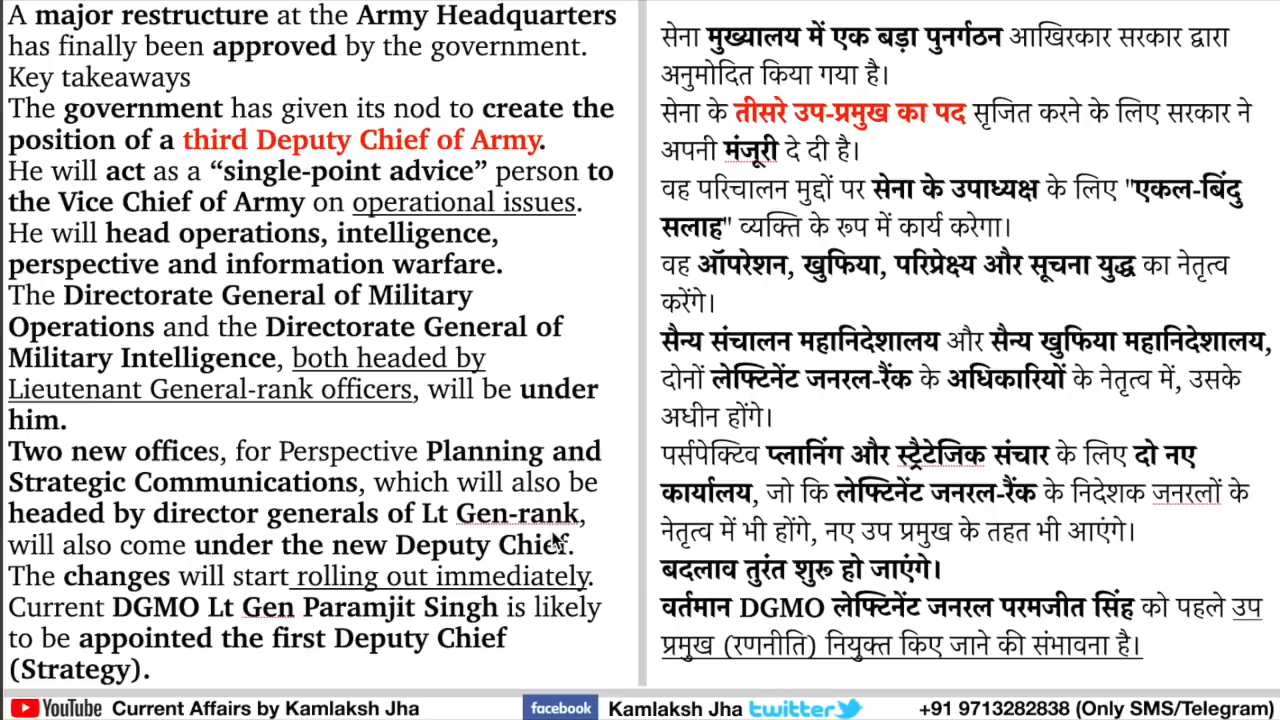 A major restructure at the Army Headquarters
has finally been approved by the government.
Key takeaways
The government has given its nod to create the
position of a third Deputy Chief of Army.
He will act as a “single-point advice” person to
the Vice Chief of Army on operational issues.
He will head operations, intelligence,
perspective and information warfare.
The Directorate General of Military
Operations and the Directorate General of
Military Intelligence, both headed by
Lieutenant General-rank officers, will be under
him.
Two new offices, for Perspective Planning and
Strategic Communications, which will also be
headed by director generals of Lt Gen-rank,
will also come under the new Deputy Chief.
The changes will start rolling out immediately.
Current DGMO Lt Gen Paramjit Singh is likely
to be appointed the first Deputy Chief
(Strategy).
सेना मुख्यालय में एक बड़ा पुनर्गठन आखिरकार सरकार द्वारा
अनुमोदित किया गया है।
सेना के तीसरे उप-प्रमुख का पद सृजित करने के लिए सरकार ने
अपनी मंजूरी दे दी है।
वह परिचालन मुद्दों पर सेना के उपाध्यक्ष के लिए "एकल-बिंदु
सलाह" व्यक्ति के रूप में कार्य करेगा।
वह ऑपरेशन, खुफिया, परिप्रेक्ष्य और सूचना युद्ध का नेतृत्व
करेंगे।
सैन्य संचालन महानिदेशालय और सैन्य खुफिया महानिदेशालय,
दोनों लेफ्टिनेंट जनरल-रैंक के अधिकारियों के नेतृत्व में, उसके
अधीन होंगे।
पर्सपेक्टिव प्लानिंग और स्ट्रैटेजिक संचार के लिए दो नए
कार्यालय, जो कि लेफ्टिनेंट जनरल-रैंक के निदेशक जनरलों के
नेतृत्व में भी होंगे, नए उप प्रमुख के तहत भी आएंगे।
बदलाव तुरंत शुरू हो जाएंगे।
वर्तमान DGMO लेफ्टिनेंट जनरल परमजीत सिंह को पहले उप
प्रमुख (रणनीति) नियुक्त किए जाने की संभावना है।
YouTube Current Affairs by Kamlaksh Jha facebook Kamlaksh Jha twitter +91 9713282838 (Only SMS/Telegram)